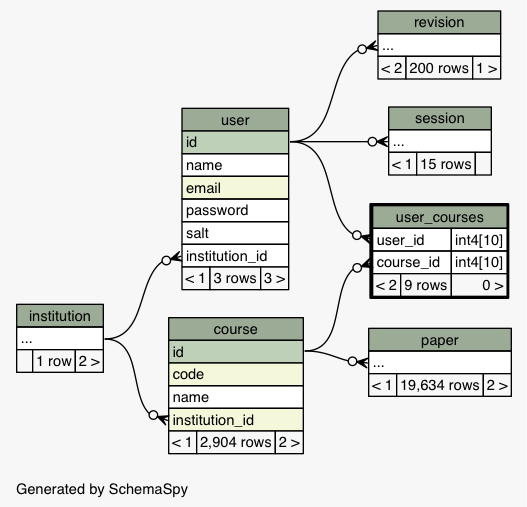 revision
...
< 2 200 rows 1 >
session
...
< 1 15 rows
user
id
name
email
password
salt
institution_id
< 1 3 rows 3 >
user_courses
user_id int4[10]
course_id int4[10]
< 2 9 rows 0 >
institution
...
1 row 2 >
course
id
code
name
institution_id
< 1 2,904 rows 2 >
paper
...
< 1 19,634 rows 2 >
Generated by SchemaSpy